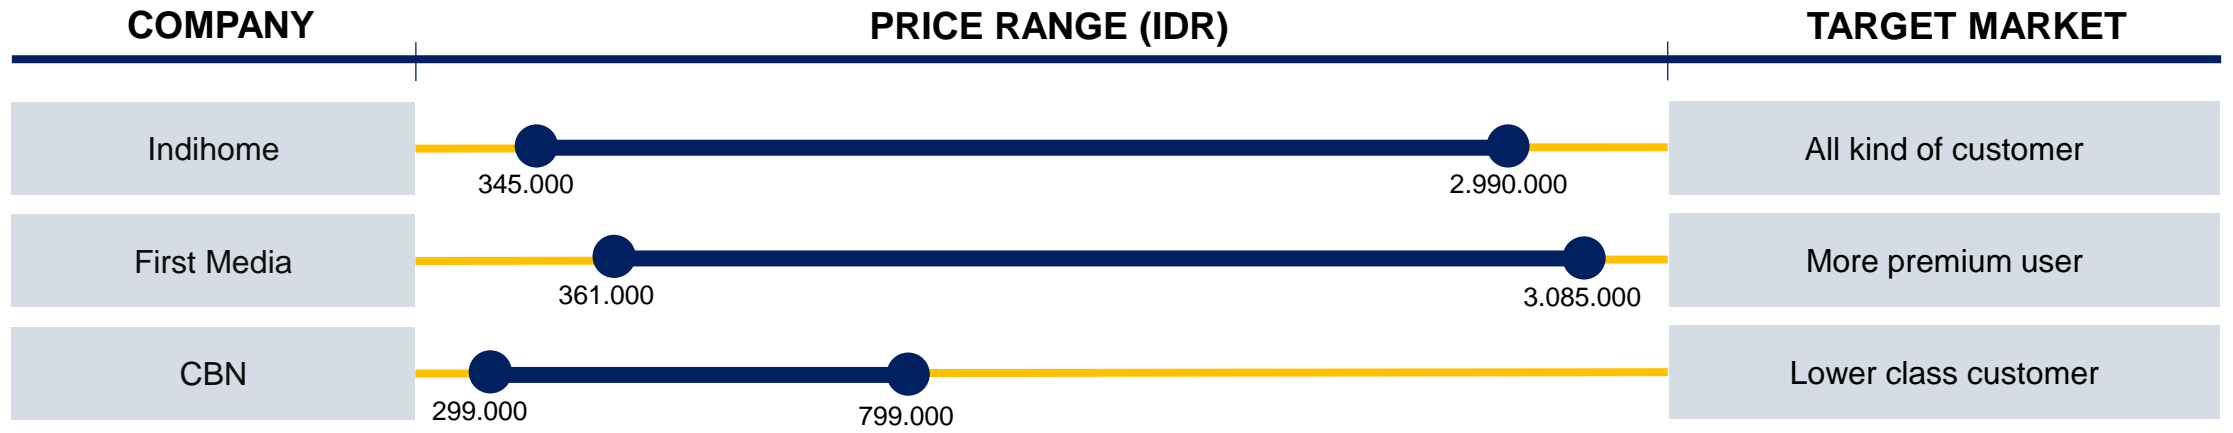 COMPANY
PRICE RANGE (IDR)
TARGET MARKET
Indihome
345.000
2.990.000
All kind of customer
First Media
361.000
3.085.000
More premium user
CBN
299.000
799.000
Lower class customer